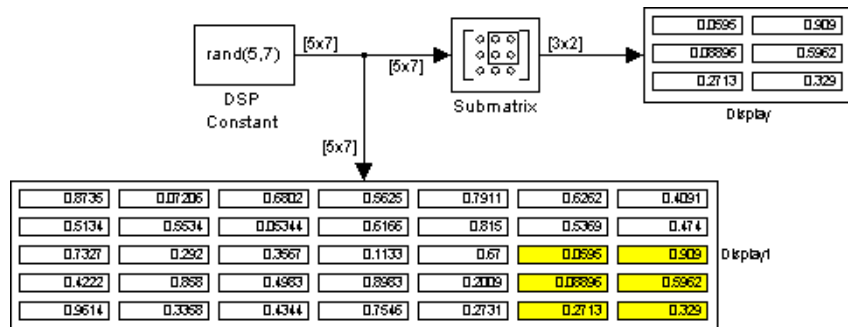 rand(5,7)
DSP
Constant
[5x7]
[5x7]
Submatrix
[3x2]
0.0595 0.909
0.08896 0.5962
0.2713 0.329
Display
[5x7]
0.8735 0.07206 0.6802 0.5625 0.7911 0.6262 0.4091
0.5134 0.5534 0.05344 0.6166 0.815 0.5369 0.474
0.7327 0.292 0.3567 0.1133 0.67 0.0595 0.909
0.4222 0.858 0.4983 0.8983 0.2009 0.08896 0.5962
0.9614 0.3358 0.4344 0.7546 0.2731 0.2713 0.329
Display1